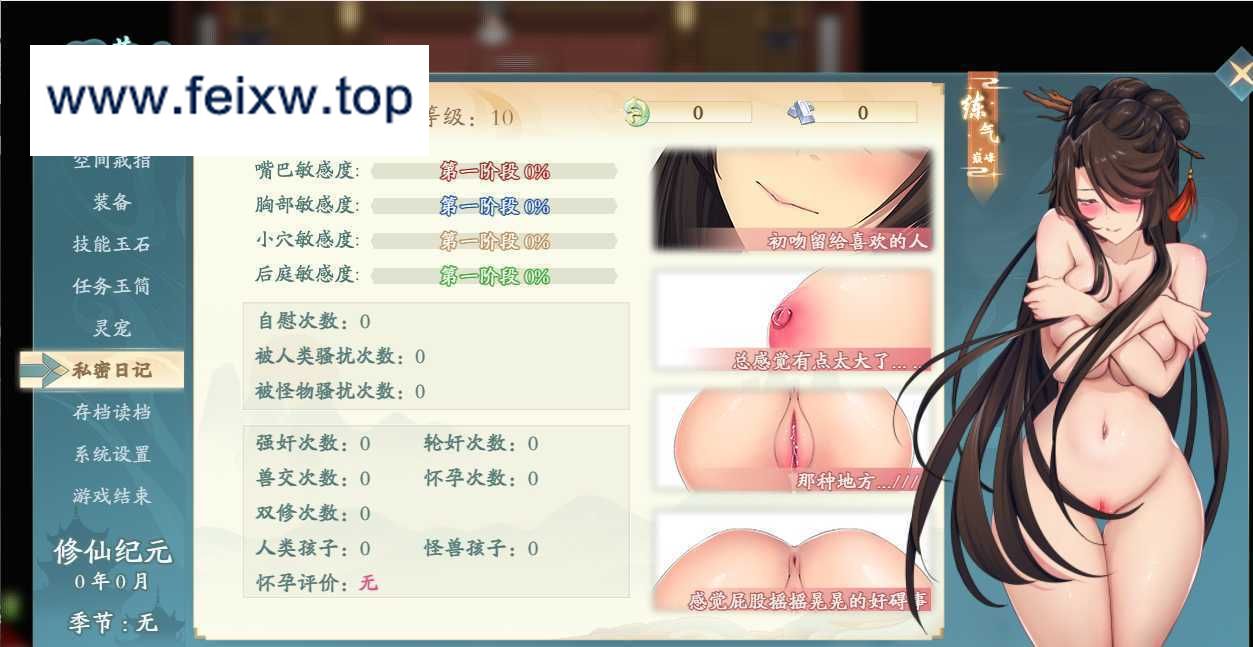 www.feixw.top
等级：10
0
0
练气
巅峰
空间戒指
装备
技能玉石
任务玉简
灵宠
私密日记
存档读档
系统设置
游戏结束
修仙纪元
0年0月
季节：无
嘴巴敏感度：
第一阶段 0%
胸部敏感度：
第一阶段 0%
小穴敏感度：
第一阶段 0%
后庭敏感度：
第一阶段 0%
自慰次数：0
被人类骚扰次数：0
被怪物骚扰次数：0
强奸次数：0 轮奸次数：0
兽交次数：0 怀孕次数：0
双修次数：0
人类孩子：0 怪兽孩子：0
怀孕评价：无
初吻留给喜欢的人
总感觉有点太大了... ...
那种地方...///
感觉屁股摇摇晃晃的好碍事